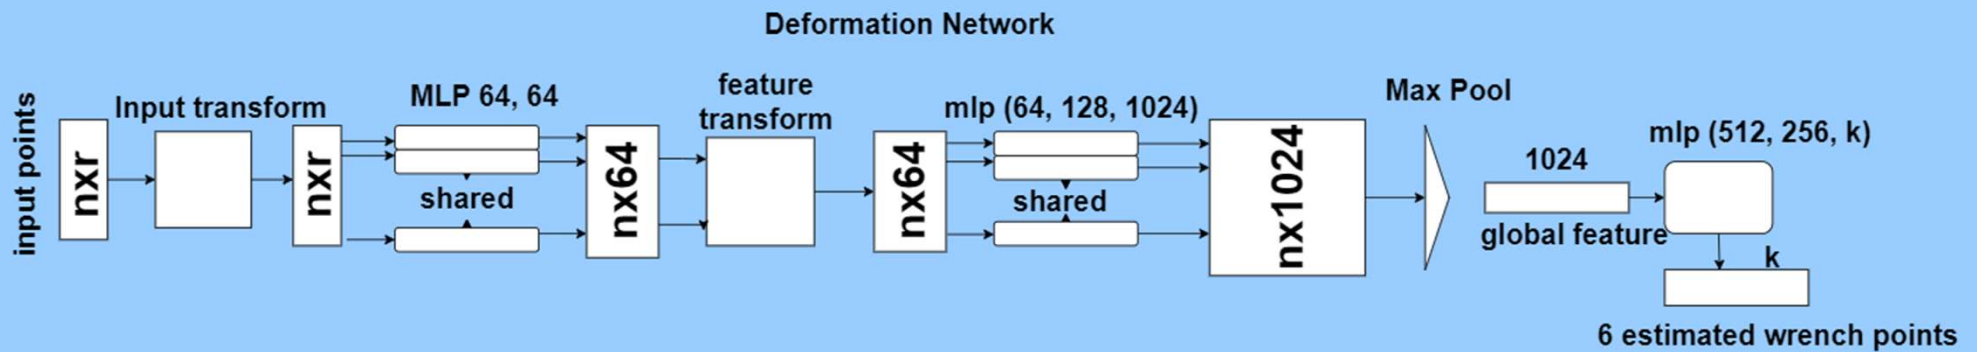 Deformation Network
input points
nxr
Input transform
nxr
MLP 64, 64
shared
nx64
feature
transform
nx64
mlp (64, 128, 1024)
shared
nx1024
Max Pool
1024
global feature
mlp (512, 256, k)
k
6 estimated wrench points